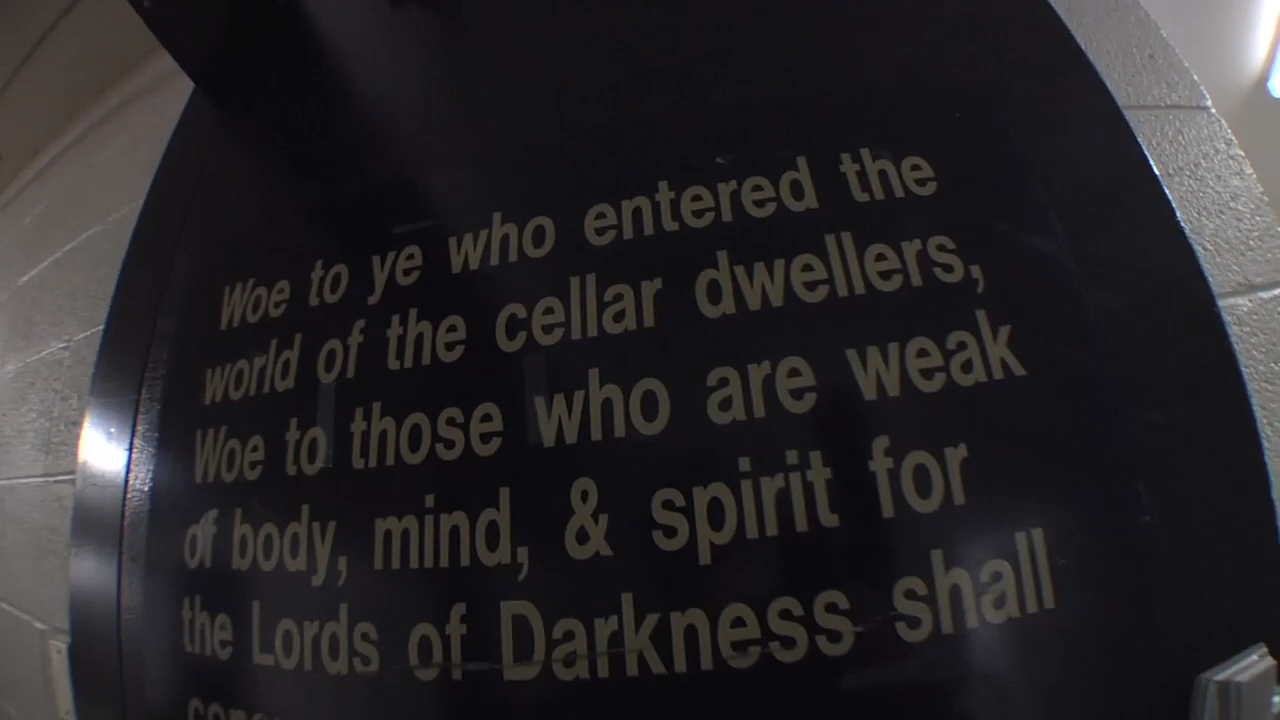 Woe to ye who entered the
world of the cellar dwellers,
Woe to those who are weak
of body, mind, & spirit for
the Lords of Darkness shall